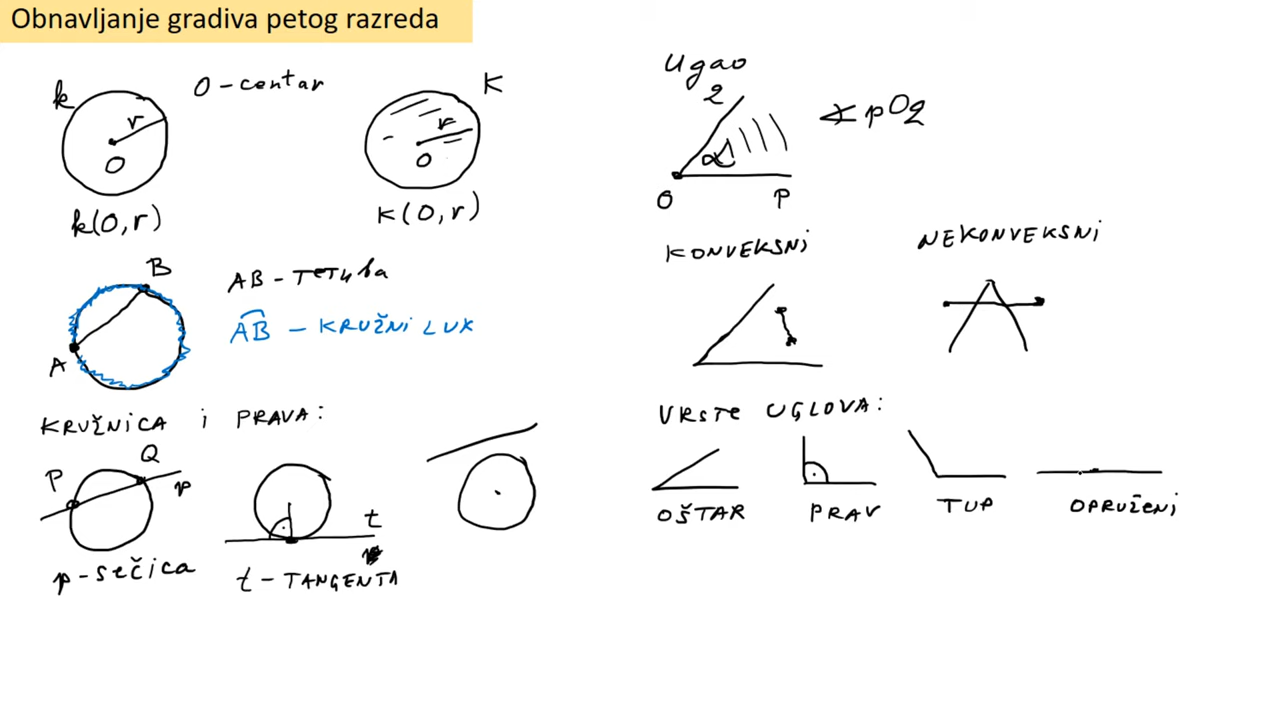 Obnavljanje gradiva petog razreda
k
r
O
k(O,r)
O - centar
K
r
O
K(O,r)
A
B
AB - тетива
AB - KRUŽNI LUK
KRUŽNICA i PRAVA:
P
Q
p
p - sečica
t
t - TANGENTA
Ugao
q
α
O
p
∢ pOq
KONVEKSNI
NEKONVEKSNI
VRSTE UGLOVA:
OŠTAR
PRAV
TUP
OPRUŽENI